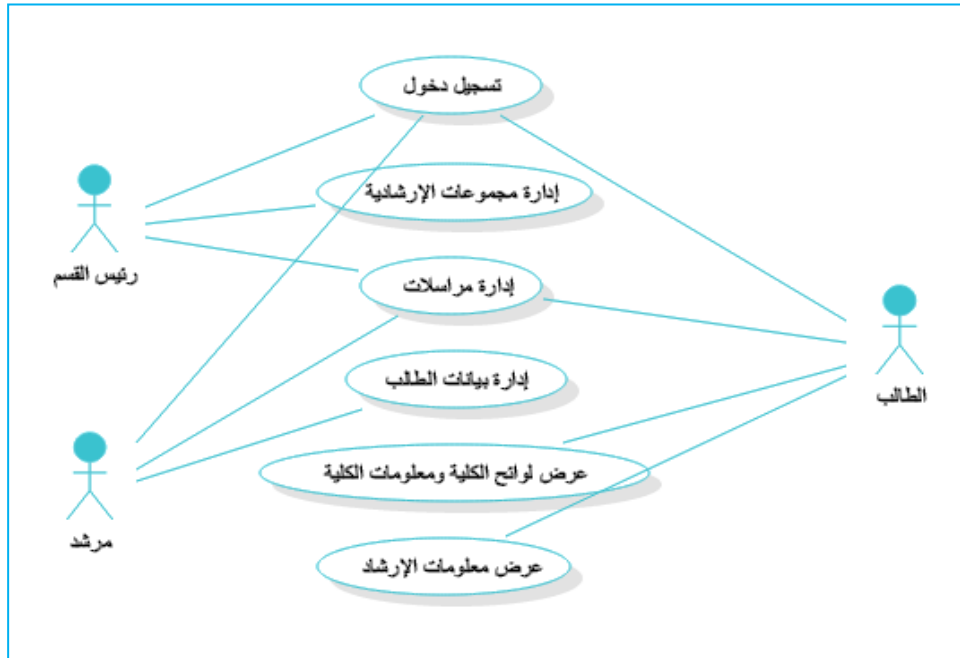 تسجيل دخول
إدارة مجموعات الإرشادية
رئيس القسم
إدارة مراسلات
إدارة بيانات الطالب
الطالب
عرض لوائح الكلية ومعلومات الكلية
مرشد
عرض معلومات الإرشاد